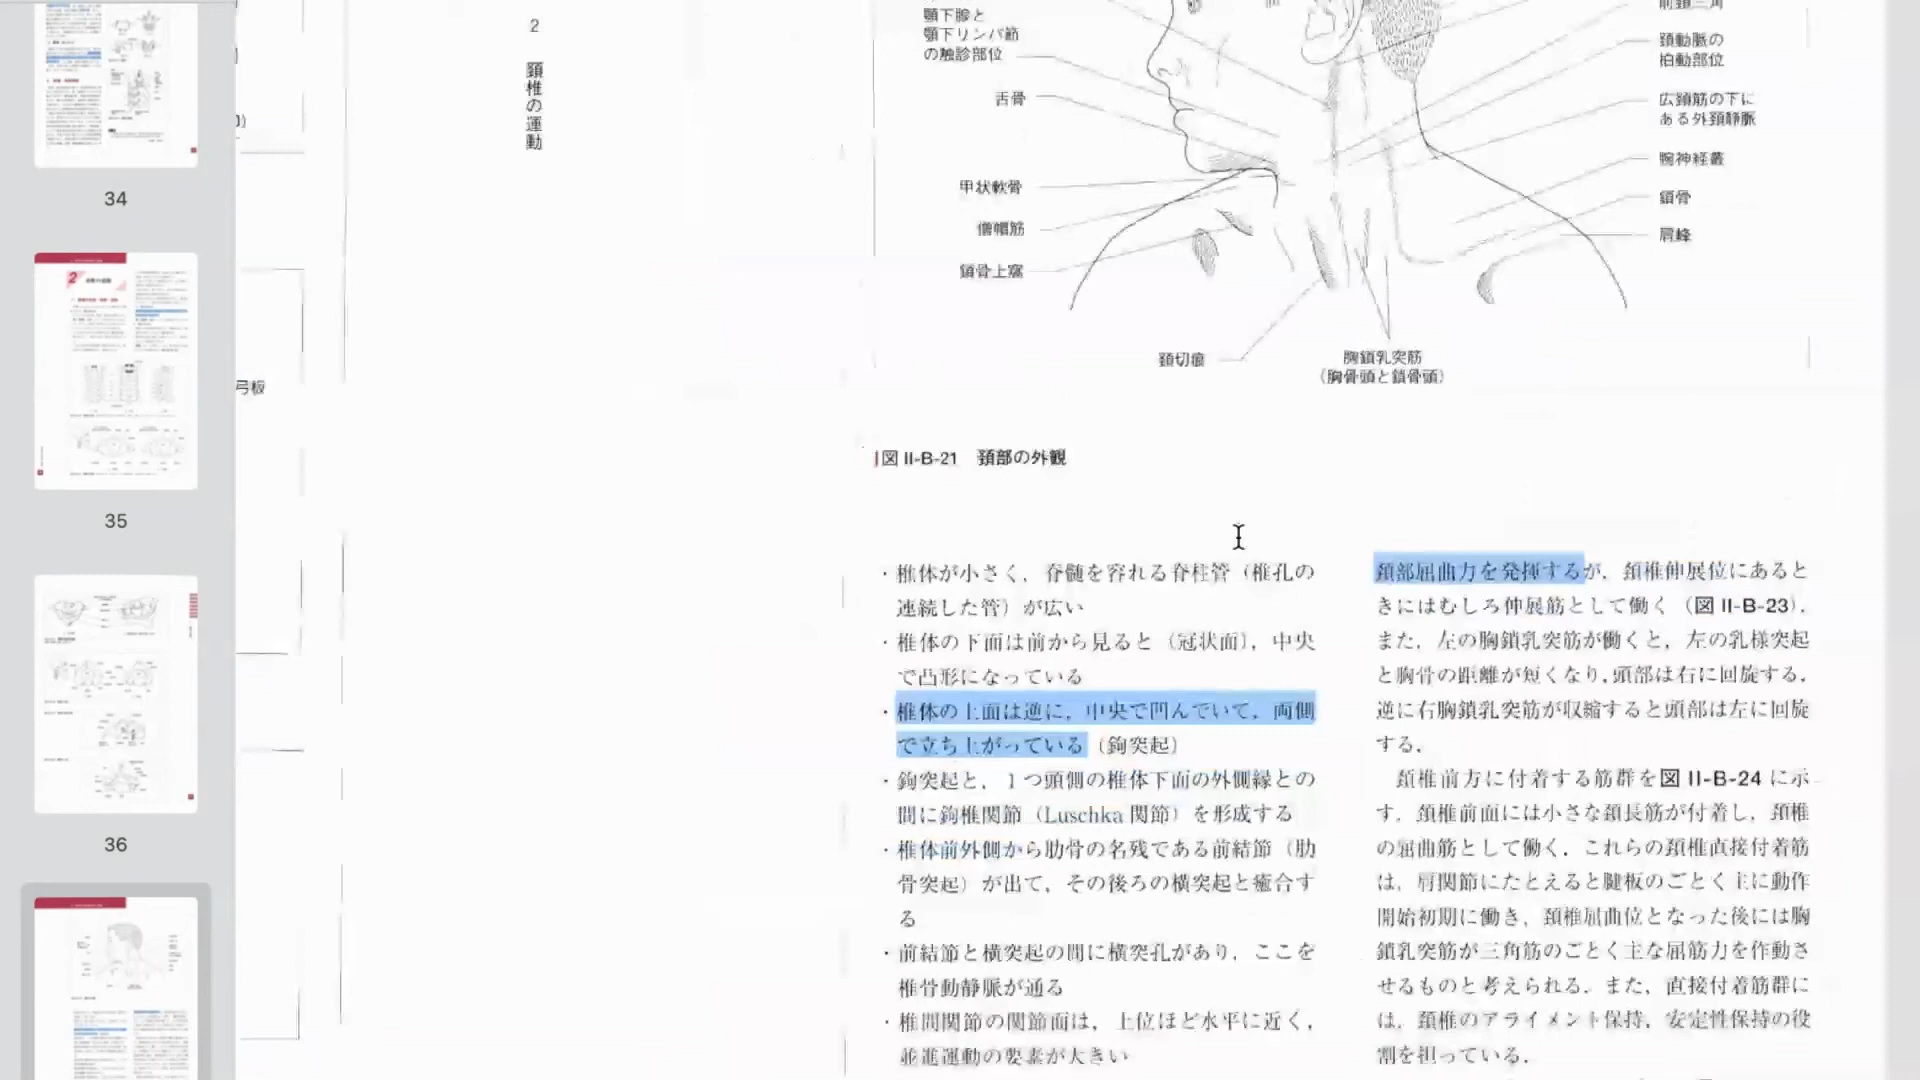 34
35
36
弓板
2 頚椎の運動
顎下腺と
顎下リンパ節
の触診部位
舌骨
甲状軟骨
僧帽筋
鎖骨上窩
頚切痕
胸鎖乳突筋
(胸骨頭と鎖骨頭)
前頚三角
頚動脈の
拍動部位
広頚筋の下に
ある外頚静脈
腕神経叢
鎖骨
肩峰
図 II-B-21 頚部の外観
・椎体が小さく，脊髄を容れる脊柱管（椎孔の
連続した管）が広い
・椎体の下面は前から見ると（冠状面），中央
で凸形になっている
・椎体の上面は逆に，中央で凹んでいて，両側
で立ち上がっている（鉤突起）
・鉤突起と，1つ頭側の椎体下面の外側縁との
間に鉤椎関節（Luschka 関節）を形成する
・椎体前外側から肋骨の名残である前結節（肋
骨突起）が出て，その後ろの横突起と癒合す
る
・前結節と横突起の間に横突孔があり，ここを
椎骨動静脈が通る
・椎間関節の関節面は，上位ほど水平に近く，
並進運動の要素が大きい
頚部屈曲力を発揮するが，頚椎伸展位にあると
きにはむしろ伸展筋として働く（図 II-B-23）．
また，左の胸鎖乳突筋が働くと，左の乳様突起
と胸骨の距離が短くなり，頭部は右に回旋する．
逆に右胸鎖乳突筋が収縮すると頭部は左に回旋
する．
頚椎前方に付着する筋群を図 II-B-24 に示
す．頚椎前面には小さな頚長筋が付着し，頚椎
の屈曲筋として働く．これらの頚椎直接付着筋
は，肩関節にたとえると腱板のごとく主に動作
開始初期に働き，頚椎屈曲位となった後には胸
鎖乳突筋が三角筋のごとく主な屈筋力を作動さ
せるものと考えられる．また，直接付着筋群に
は，頚椎のアライメント保持，安定性保持の役
割を担っている．